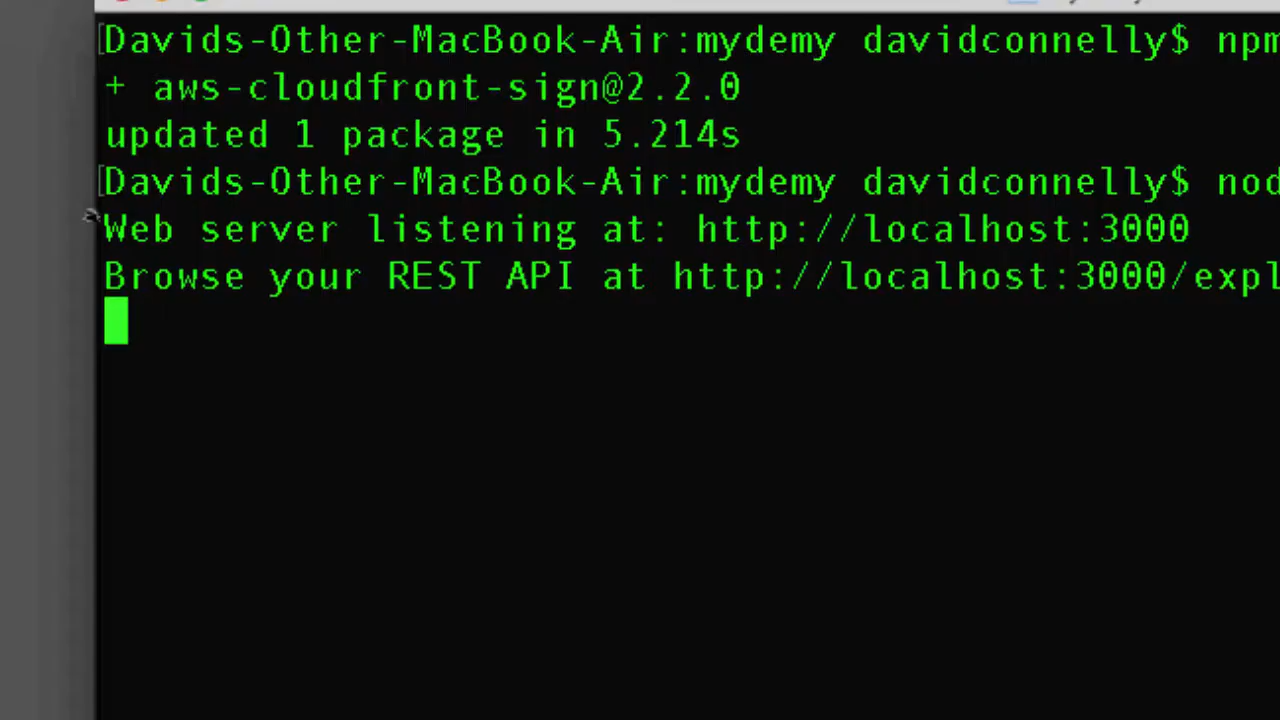 Davids-Other-MacBook-Air:mydemy davidconnelly$ npm
+ aws-cloudfront-sign@2.2.0
updated 1 package in 5.214s
Davids-Other-MacBook-Air:mydemy davidconnelly$ nod
Web server listening at: http://localhost:3000
Browse your REST API at http://localhost:3000/expl